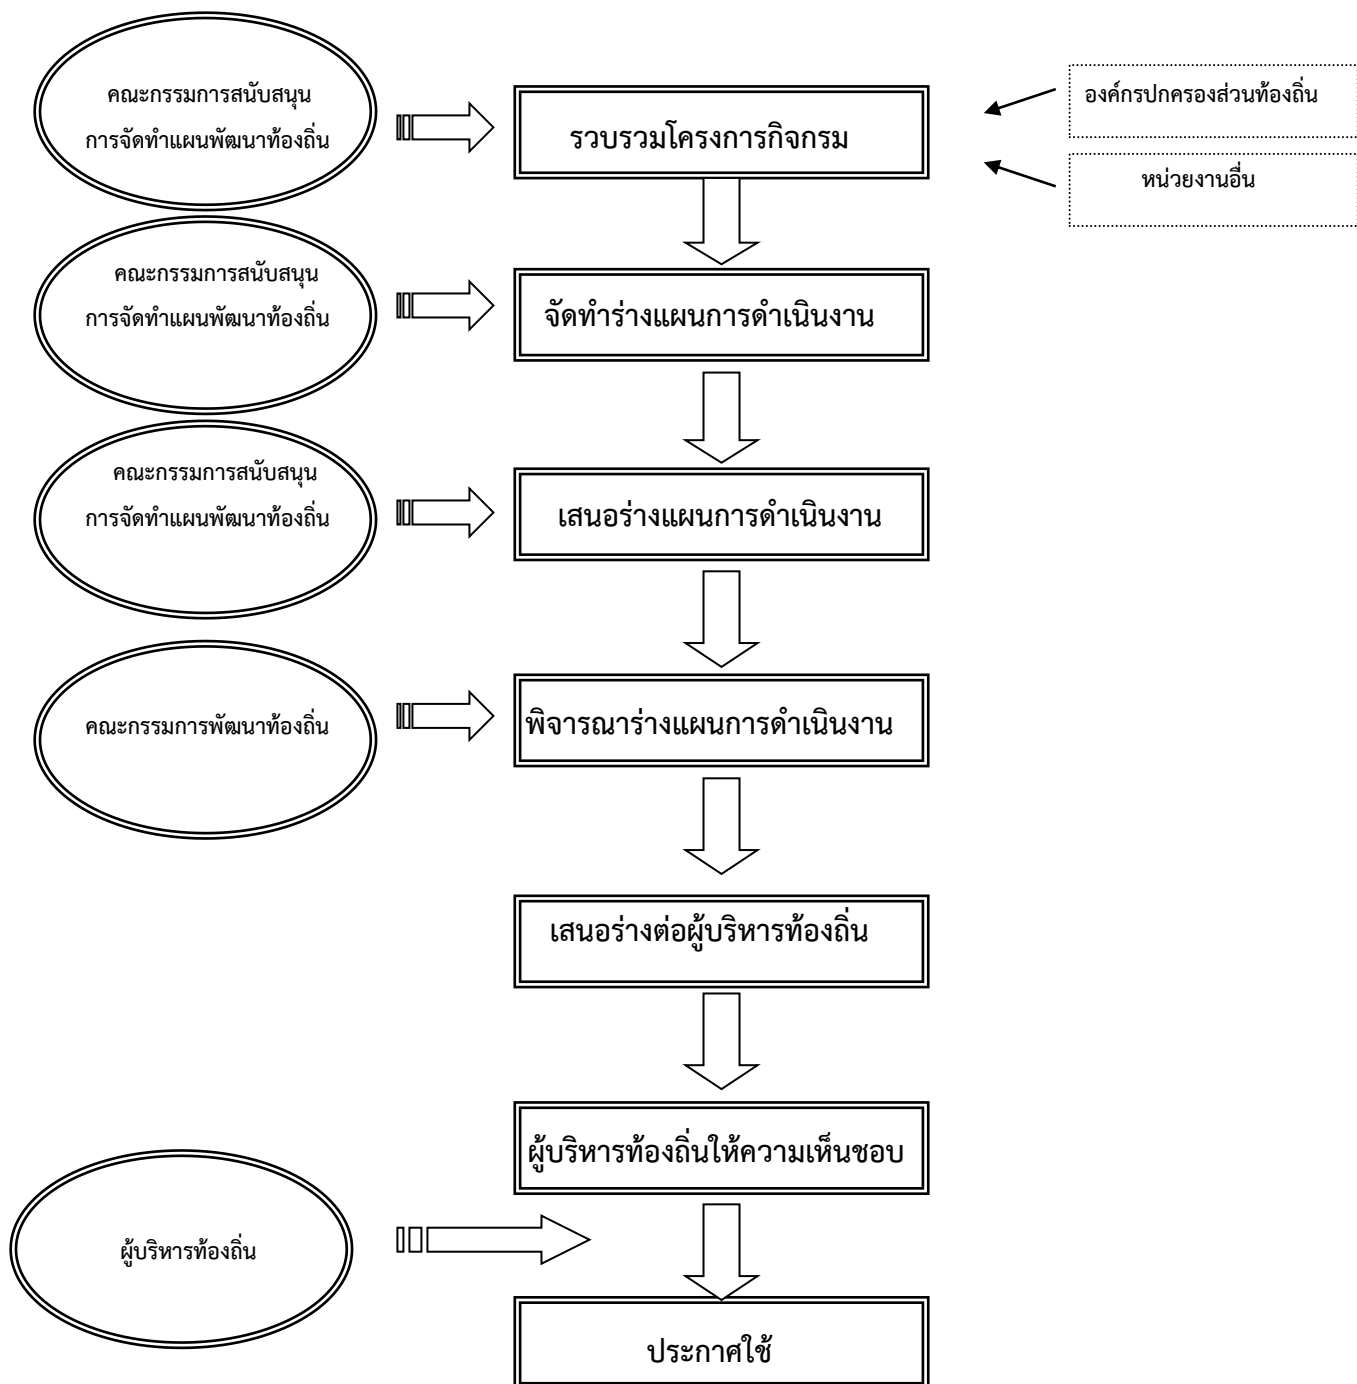 คณะกรรมการสนับสนุน
การจัดทำแผนพัฒนาท้องถิ่น
รวบรวมโครงการกิจกรม
องค์กรปกครองส่วนท้องถิ่น
หน่วยงานอื่น
คณะกรรมการสนับสนุน
การจัดทำแผนพัฒนาท้องถิ่น
จัดทำร่างแผนการดำเนินงาน
คณะกรรมการสนับสนุน
การจัดทำแผนพัฒนาท้องถิ่น
เสนอร่างแผนการดำเนินงาน
คณะกรรมการพัฒนาท้องถิ่น
พิจารณาร่างแผนการดำเนินงาน
เสนอร่างต่อผู้บริหารท้องถิ่น
ผู้บริหารท้องถิ่นให้ความเห็นชอบ
ผู้บริหารท้องถิ่น
ประกาศใช้